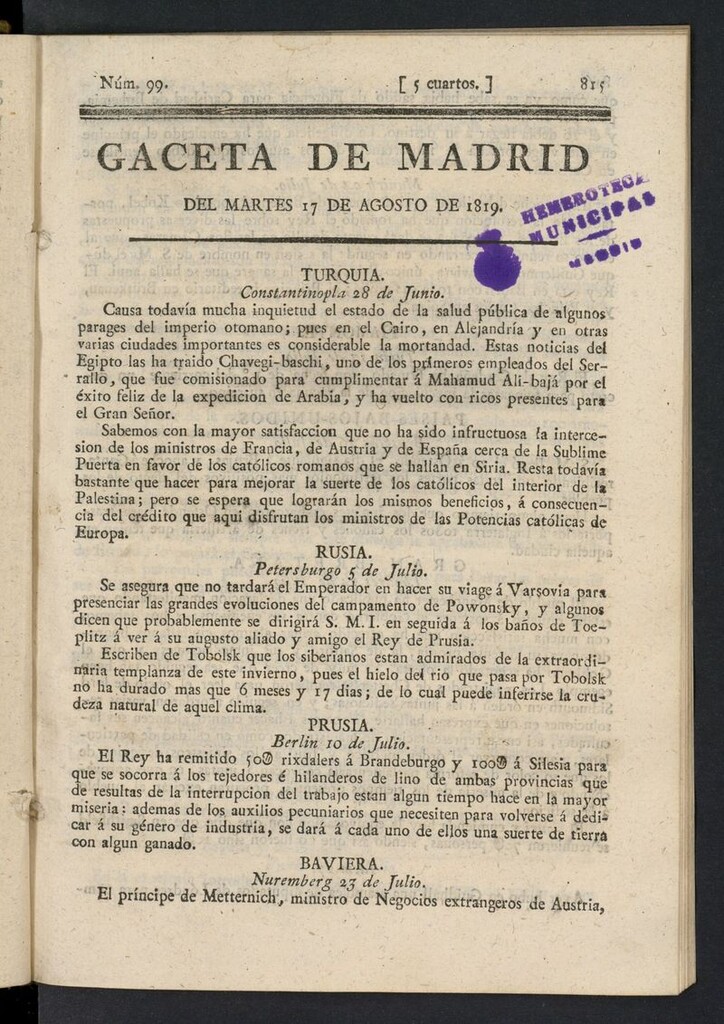 Núm. 99. [ 5 cuartos. ] 815
GACETA DE MADRID
DEL MARTES 17 DE AGOSTO DE 1819.
HEMEROTECA
MUNICIPAL
MADRID
TURQUIA.
Constantinopla 28 de Junio.
Causa todavía mucha inquietud el estado de la salud pública de algunos
parages del imperio otomano; pues en el Cairo, en Alejandría y en otras
varias ciudades importantes es considerable la mortandad. Estas noticias del
Egipto las ha traido Chavegi-baschi, uno de los primeros empleados del Ser-
rallo, que fue comisionado para cumplimentar á Mahamud Ali-bajá por el
éxito feliz de la expedicion de Arabia, y ha vuelto con ricos presentes para
el Gran Señor.
Sabemos con la mayor satisfaccion que no ha sido infructuosa la interce-
sion de los ministros de Francia, de Austria y de España cerca de la Sublime
Puerta en favor de los católicos romanos que se hallan en Siria. Resta todavía
bastante que hacer para mejorar la suerte de los católicos del interior de la
Palestina; pero se espera que lograrán los mismos beneficios, á consecuen-
cia del crédito que aqui disfrutan los ministros de las Potencias católicas de
Europa.
RUSIA.
Petersburgo 5 de Julio.
Se asegura que no tardará el Emperador en hacer su viage á Varsovia para
presenciar las grandes evoluciones del campamento de Powonsky, y algunos
dicen que probablemente se dirigirá S. M. I. en seguida á los baños de Toe-
plitz á ver á su augusto aliado y amigo el Rey de Prusia.
Escriben de Tobolsk que los siberianos estan admirados de la extraordi-
naria templanza de este invierno, pues el hielo del rio que pasa por Tobolsk
no ha durado mas que 6 meses y 17 dias; de lo cual puede inferirse la cru-
deza natural de aquel clima.
PRUSIA.
Berlin 10 de Julio.
El Rey ha remitido 50Ⓓ rixdalers á Brandeburgo y 100Ⓓ á Silesia para
que se socorra á los tejedores é hilanderos de lino de ambas provincias que
de resultas de la interrupcion del trabajo estan algun tiempo hace en la mayor
miseria: ademas de los auxilios pecuniarios que necesiten para volverse á dedi-
car á su género de industria, se dará á cada uno de ellos una suerte de tierra
con algun ganado.
BAVIERA.
Nuremberg 23 de Julio.
El príncipe de Metternich, ministro de Negocios extrangeros de Austria,